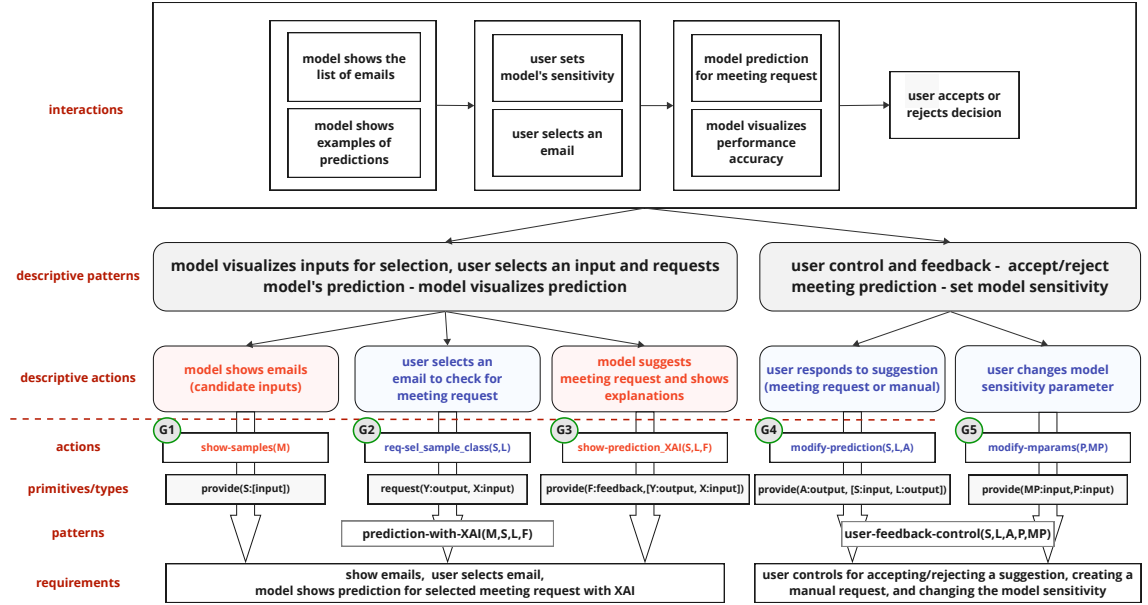 interactions
model shows the
list of emails
model shows
examples of
predictions
user sets
model's sensitivity
user selects an
email
model prediction
for meeting request
model visualizes
performance
accuracy
user accepts or
rejects decision
descriptive patterns
model visualizes inputs for selection, user selects an input and requests
model's prediction - model visualizes prediction
user control and feedback - accept/reject
meeting prediction - set model sensitivity
descriptive actions
model shows emails
(candidate inputs)
user selects an
email to check for
meeting request
model suggests
meeting request and shows
explanations
user responds to suggestion
(meeting request or manual)
user changes model
sensitivity parameter
actions
G1
show-samples(M)
G2
req-sel_sample_class(S,L)
G3
show-prediction_XAI(S,L,F)
G4
modify-prediction(S,L,A)
G5
modify-mparams(P,MP)
primitives/types
provide(S:[input])
request(Y:output, X:input)
provide(F:feedback,[Y:output, X:input])
provide(A:output, [S:input, L:output])
provide(MP:input,P:input)
patterns
prediction-with-XAI(M,S,L,F)
user-feedback-control(S,L,A,P,MP)
requirements
show emails, user selects email,
model shows prediction for selected meeting request with XAI
user controls for accepting/rejecting a suggestion, creating a
manual request, and changing the model sensitivity